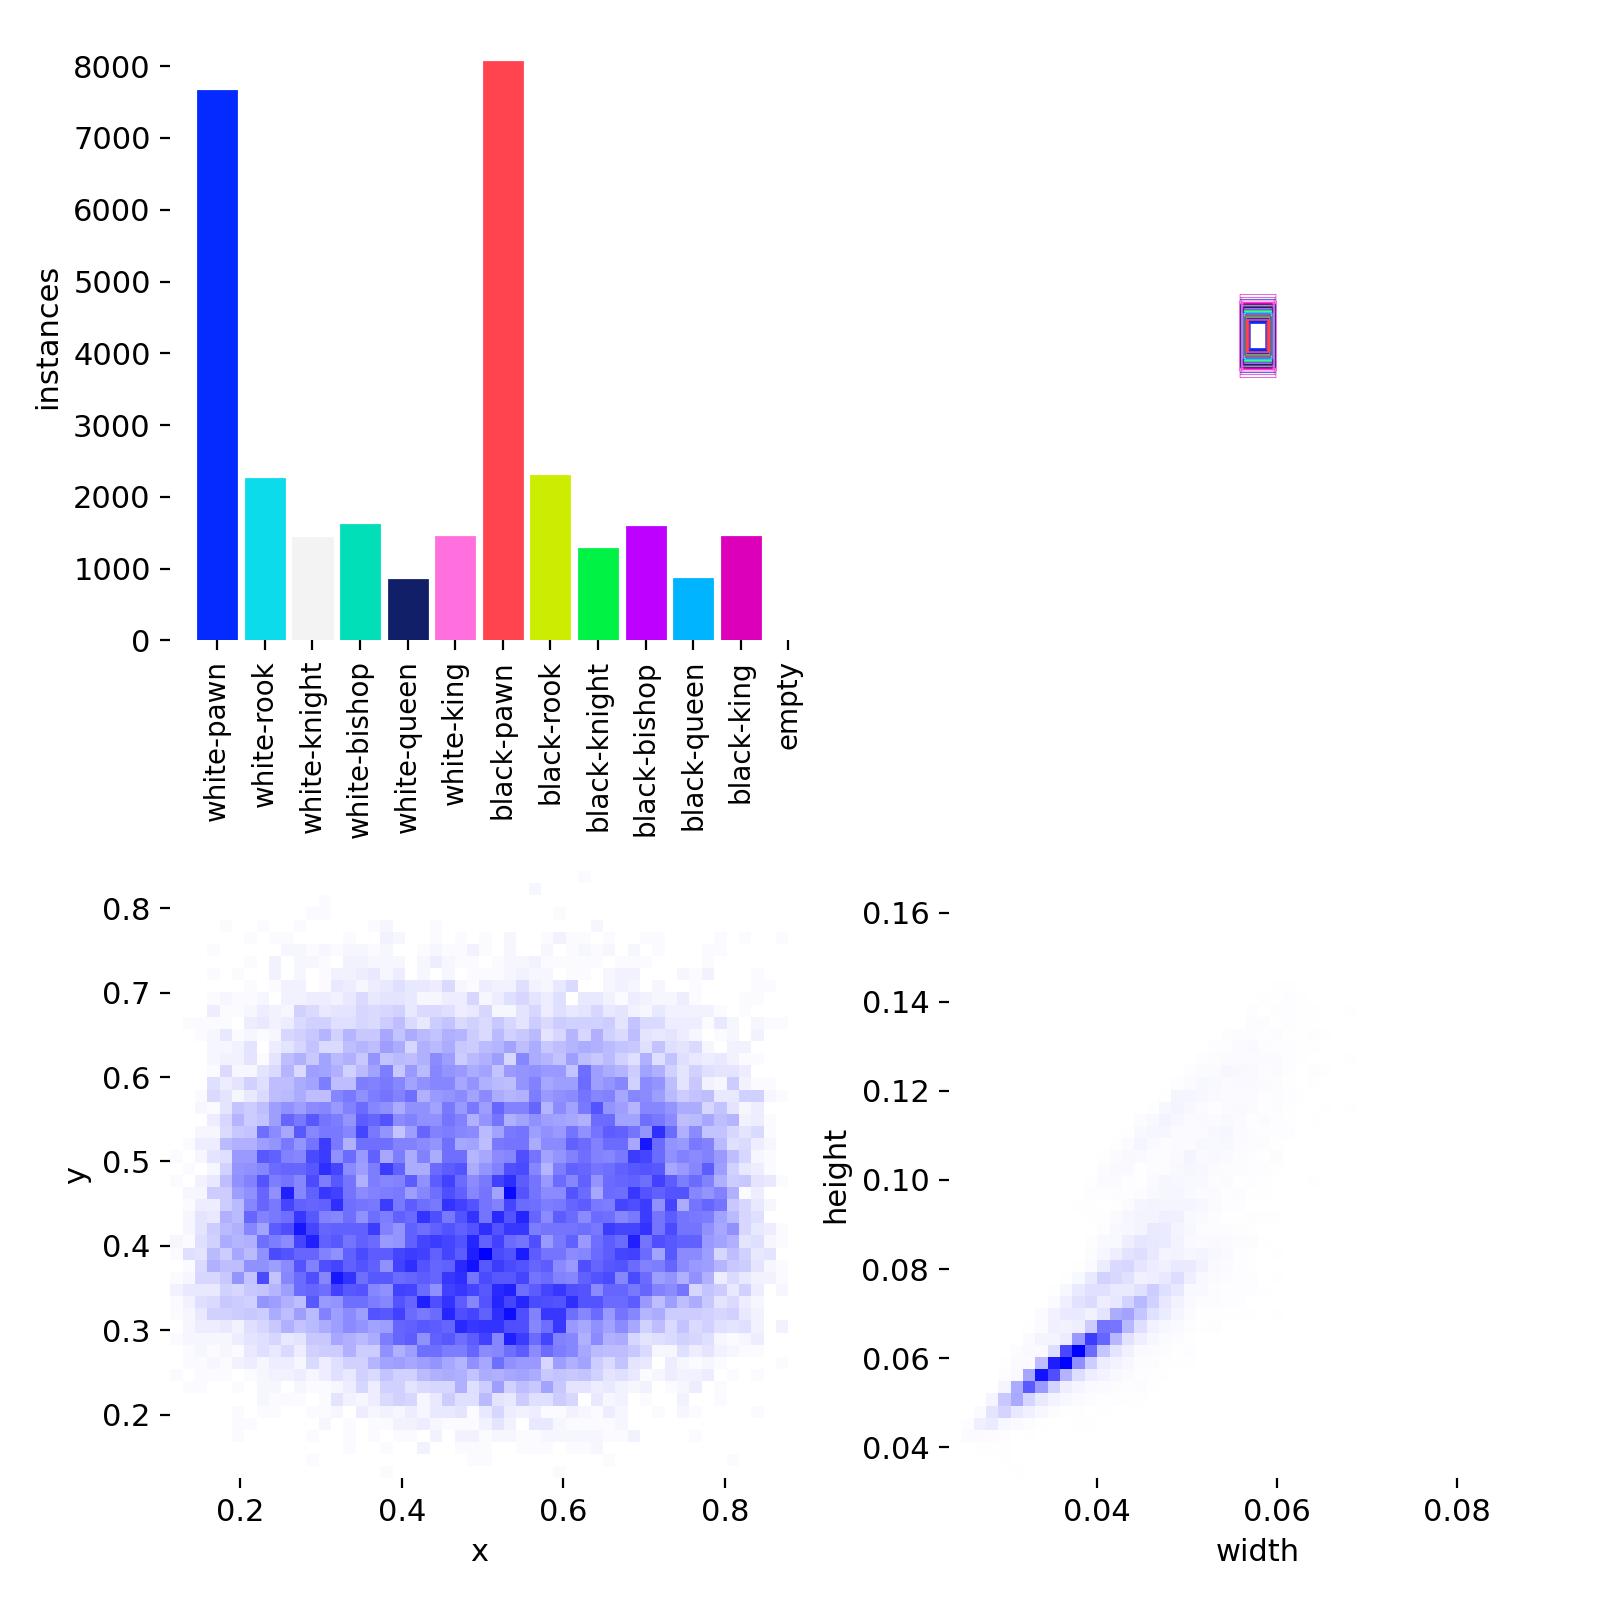 8000
7000
6000
5000
4000
3000
2000
1000
0
instances
white-pawn
white-rook
white-knight
white-bishop
white-queen
white-king
black-pawn
black-rook
black-knight
black-bishop
black-queen
black-king
empty
0.8
0.7
0.6
0.5
0.4
0.3
0.2
y
0.2 0.4 0.6 0.8
x
0.16
0.14
0.12
0.10
0.08
0.06
0.04
height
0.04 0.06 0.08
width